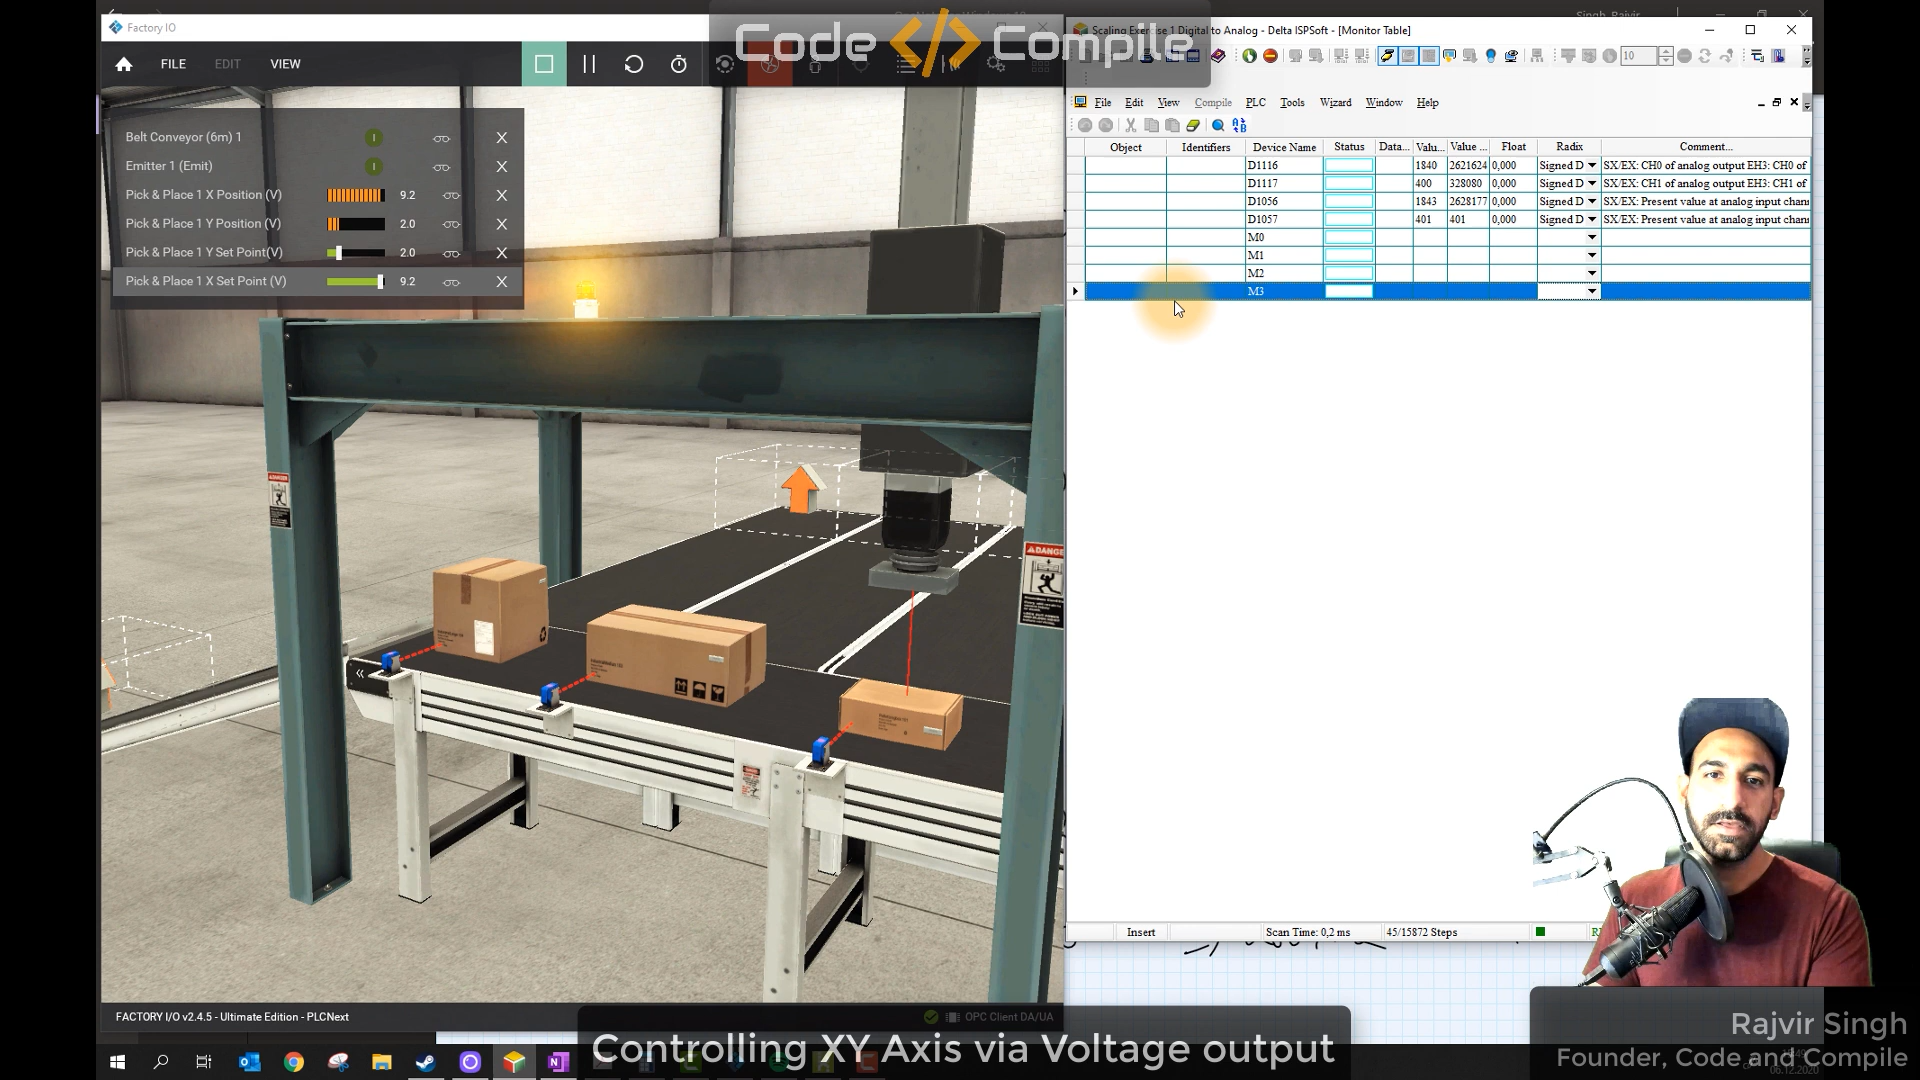 Factory IO
FILE EDIT VIEW
Code </> Compile
Singh, Rajvir
Belt Conveyor (6m) 1 X
Emitter 1 (Emit) X
Pick & Place 1 X Position (V) 9.2 X
Pick & Place 1 Y Position (V) 2.0 X
Pick & Place 1 Y Set Point(V) 2.0 X
Pick & Place 1 X Set Point (V) 9.2 X
DANGER
DANGER
FACTORY I/O v2.4.5 - Ultimate Edition - PLCNext
OPC Client DA/UA
Scaling Exercise 1 Digital to Analog - Delta ISPSoft - [Monitor Table]
10
File Edit View Compile PLC Tools Wizard Window Help
Object Identifiers Device Name Status Data... Valu... Value ... Float Radix Comment...
D1116 1840 2621624 0,000 Signed D SX/EX: CH0 of analog output EH3: CH0 of
D1117 400 328080 0,000 Signed D SX/EX: CH1 of analog output EH3: CH1 of
D1056 1843 2628177 0,000 Signed D SX/EX: Present value at analog input chan
D1057 401 401 0,000 Signed D SX/EX: Present value at analog input chan
M0
M1
M2
M3
Insert Scan Time: 0,2 ms 45/15872 Steps
Controlling XY Axis via Voltage output
Rajvir Singh
Founder, Code and Compile
06.12.2020